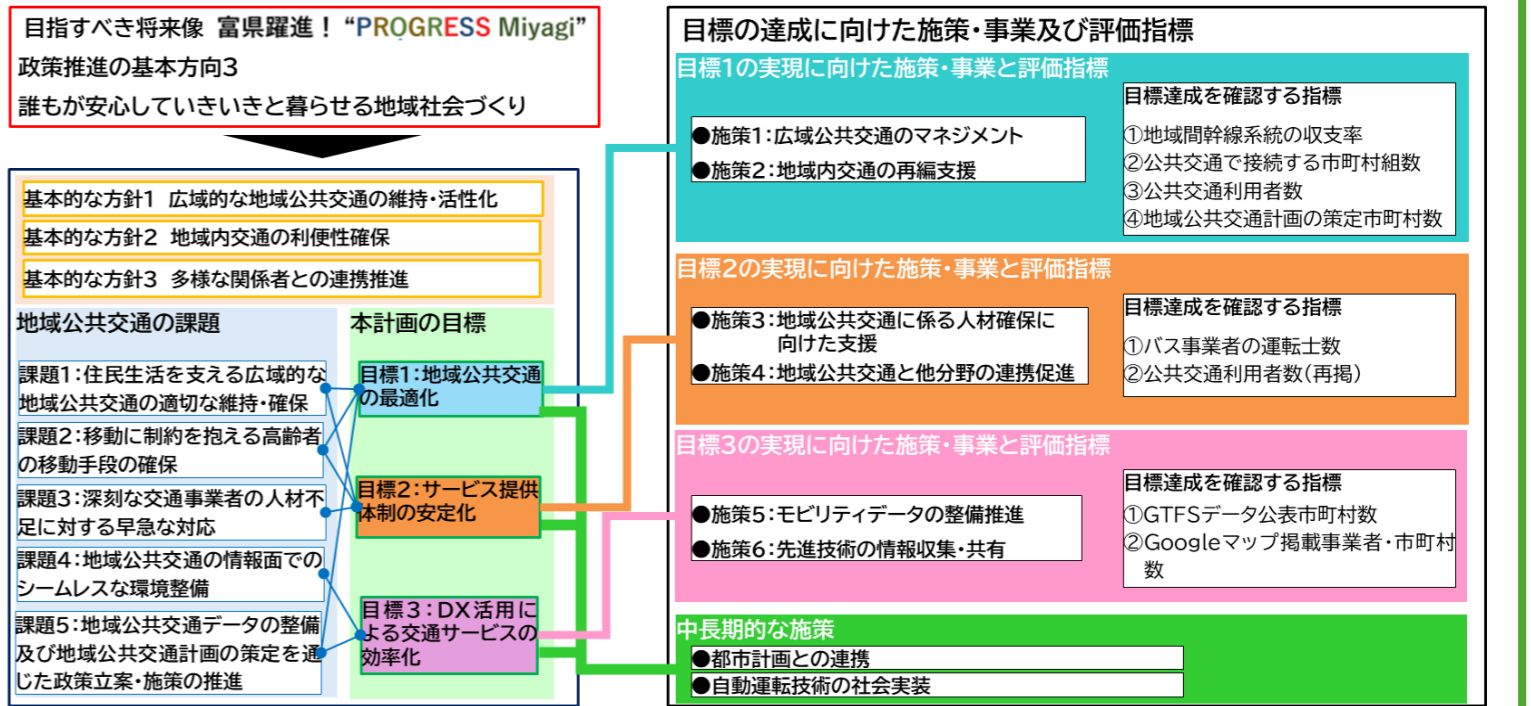 目指すべき将来像 富県躍進！“PROGRESS Miyagi”
政策推進の基本方向3
誰もが安心していきいきと暮らせる地域社会づくり
基本的な方針1 広域的な地域公共交通の維持・活性化
基本的な方針2 地域内交通の利便性確保
基本的な方針3 多様な関係者との連携推進
地域公共交通の課題
課題1：住民生活を支える広域的な
地域公共交通の適切な維持・確保
課題2：移動に制約を抱える高齢者
の移動手段の確保
課題3：深刻な交通事業者の人材不
足に対する早急な対応
課題4：地域公共交通の情報面での
シームレスな環境整備
課題5：地域公共交通データの整備
及び地域公共交通計画の策定を通
じた政策立案・施策の推進
本計画の目標
目標1：地域公共交通
の最適化
目標2：サービス提供
体制の安定化
目標3：DX活用に
よる交通サービスの
効率化
目標の達成に向けた施策・事業及び評価指標
目標1の実現に向けた施策・事業と評価指標
●施策1：広域公共交通のマネジメント
●施策2：地域内交通の再編支援
目標達成を確認する指標
①地域間幹線系統の収支率
②公共交通で接続する市町村組数
③公共交通利用者数
④地域公共交通計画の策定市町村数
目標2の実現に向けた施策・事業と評価指標
●施策3：地域公共交通に係る人材確保に
向けた支援
●施策4：地域公共交通と他分野の連携促進
目標達成を確認する指標
①バス事業者の運転士数
②公共交通利用者数(再掲)
目標3の実現に向けた施策・事業と評価指標
●施策5：モビリティデータの整備推進
●施策6：先進技術の情報収集・共有
目標達成を確認する指標
①GTFSデータ公表市町村数
②Googleマップ掲載事業者・市町村
数
中長期的な施策
●都市計画との連携
●自動運転技術の社会実装